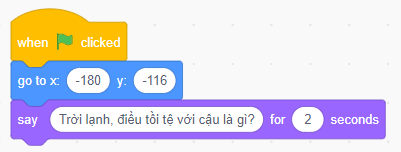 when clicked
go to x: -180 y: -116
say Trời lạnh, điều tồi tệ với cậu là gì? for 2 seconds